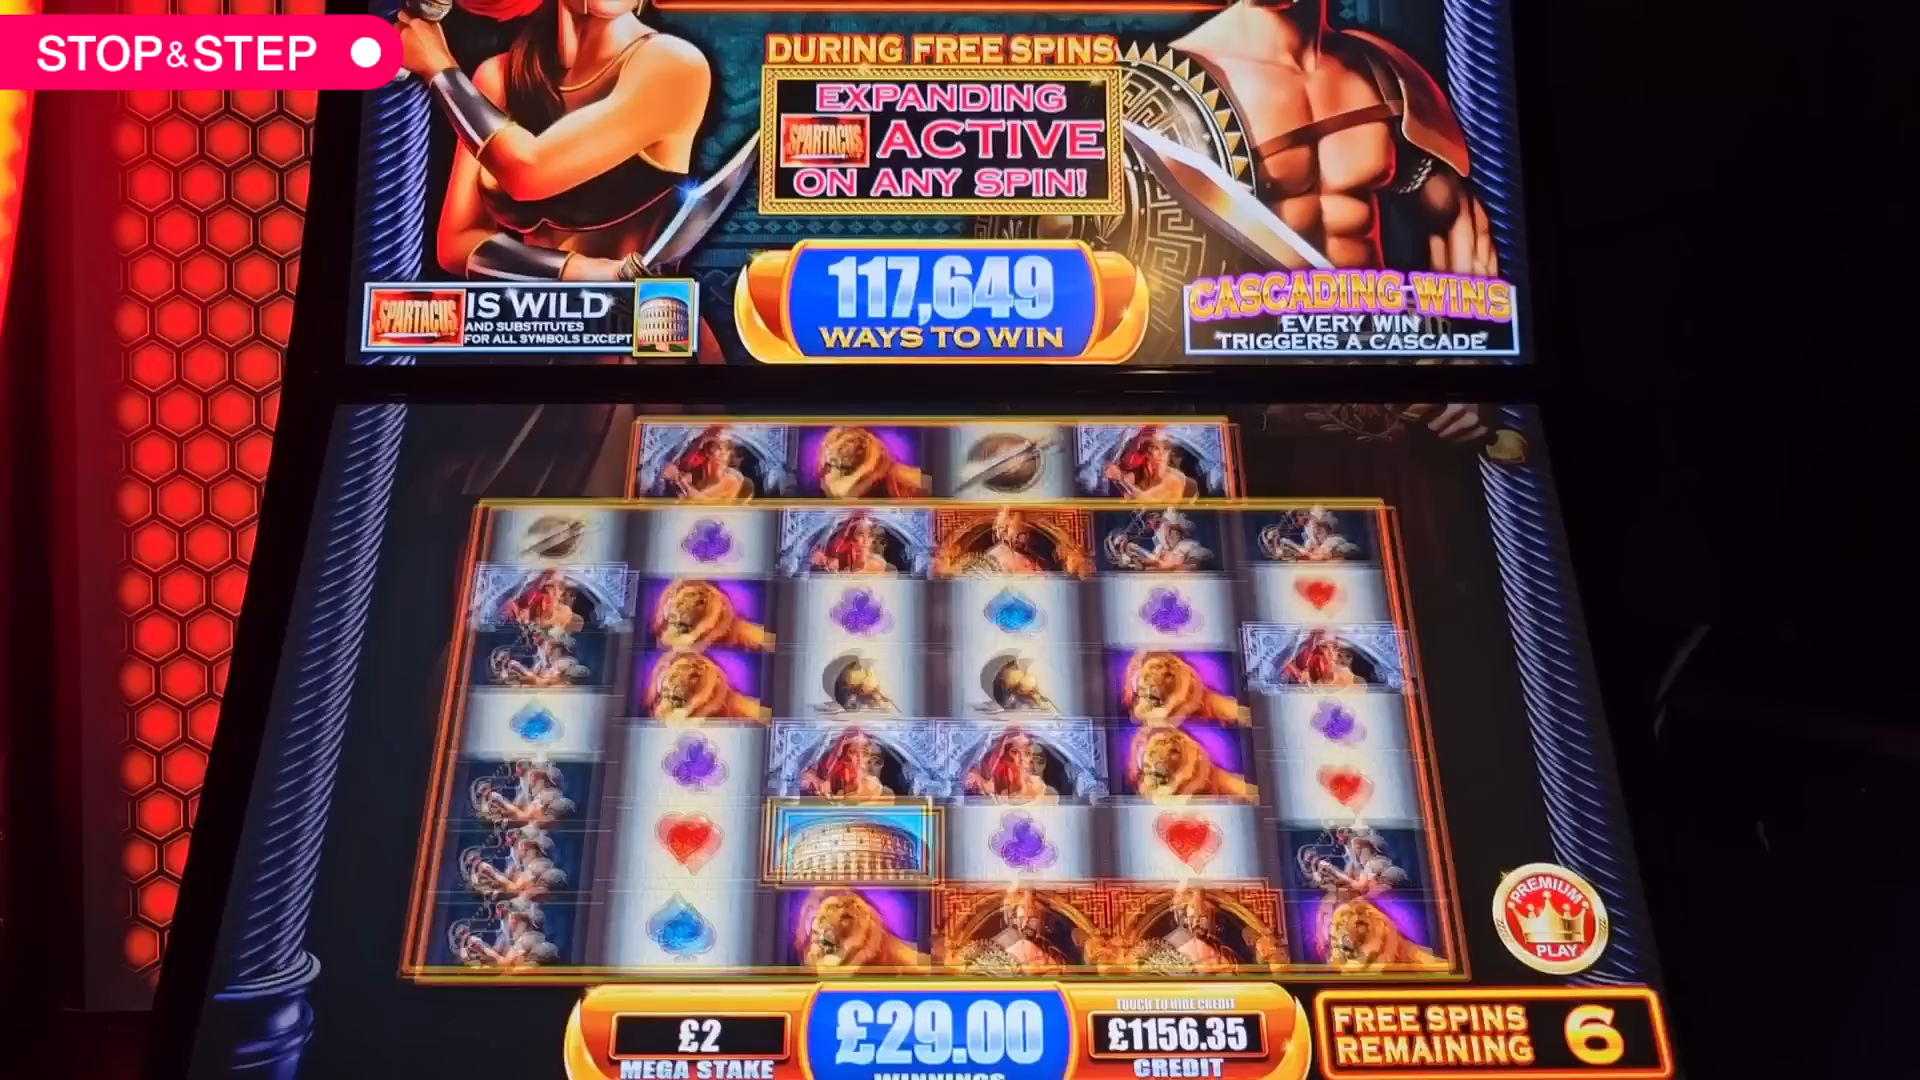 STOP&STEP
DURING FREE SPINS
EXPANDING
SPARTACUS ACTIVE
ON ANY SPIN!
117,649
WAYS TO WIN
SPARTACUS IS WILD
AND SUBSTITUTES
FOR ALL SYMBOLS EXCEPT
CASCADING WINS
EVERY WIN
TRIGGERS A CASCADE
PREMIUM
PLAY
£2
MEGA STAKE
£29.00
WINNINGS
TOUCH TO HIDE CREDIT
£1156.35
CREDIT
FREE SPINS
REMAINING 6